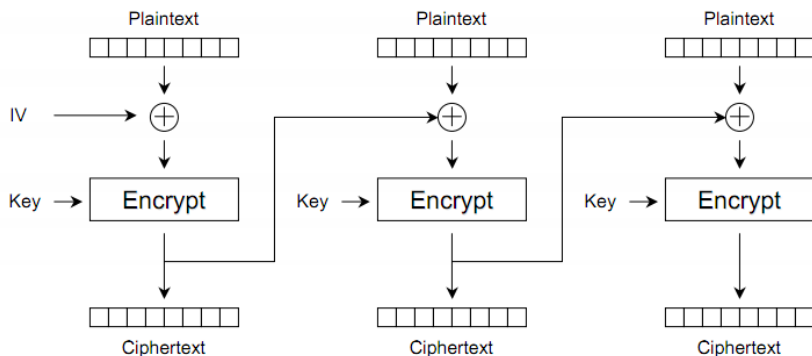 Plaintext Plaintext Plaintext
IV
Key Encrypt Key Encrypt Key Encrypt
Ciphertext Ciphertext Ciphertext